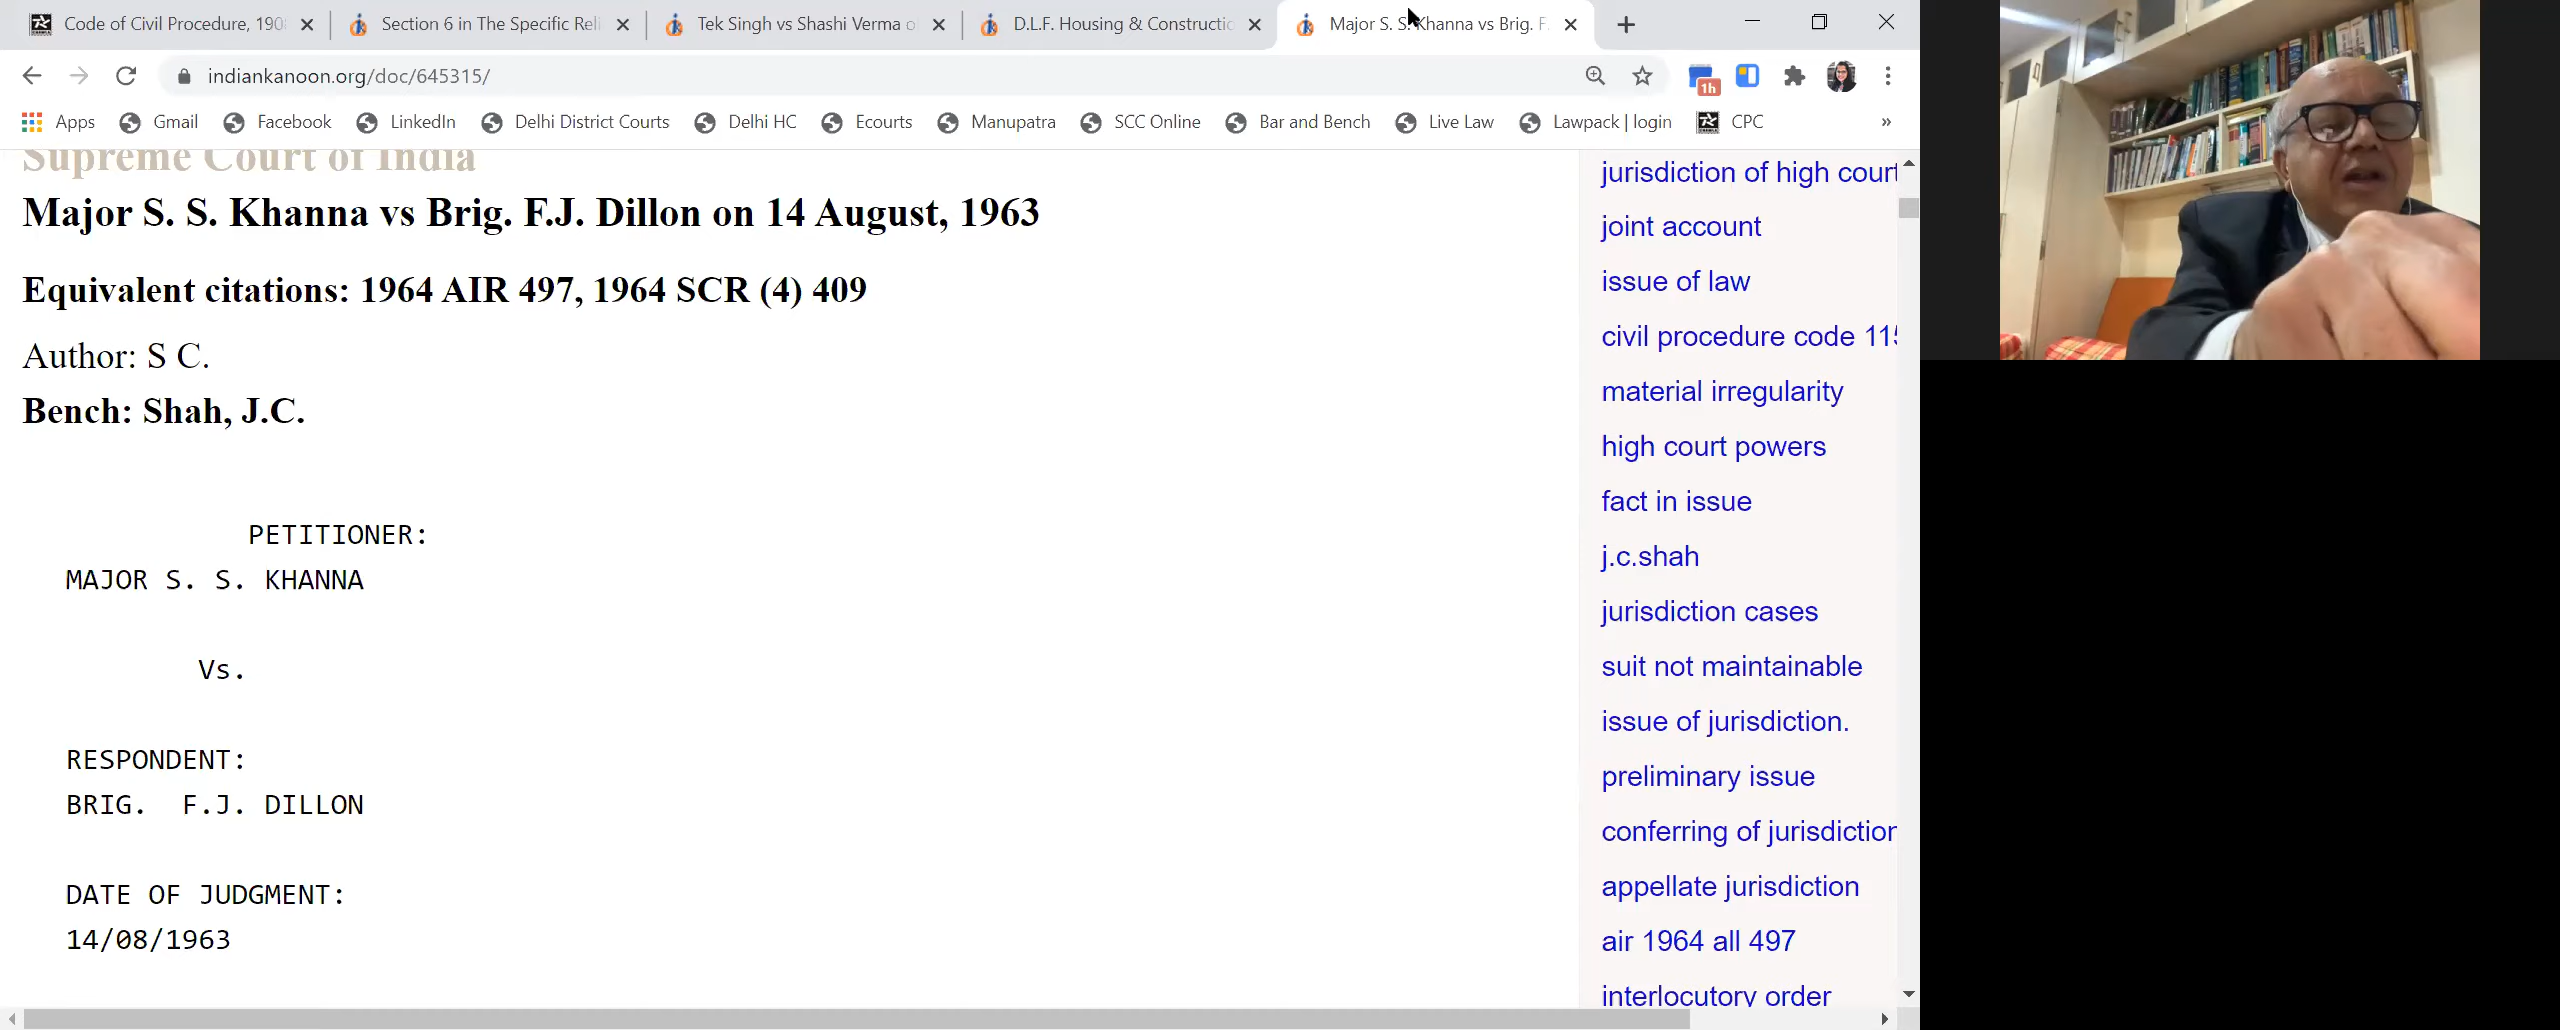 Code of Civil Procedure, 190
Section 6 in The Specific Reli
Tek Singh vs Shashi Verma o
D.L.F. Housing & Constructic
Major S. S. Khanna vs Brig. F
indiankanoon.org/doc/645315/
1h
Apps Gmail Facebook LinkedIn Delhi District Courts Delhi HC Ecourts Manupatra SCC Online Bar and Bench Live Law Lawpack | login CPC »
Supreme Court of India
Major S. S. Khanna vs Brig. F.J. Dillon on 14 August, 1963
Equivalent citations: 1964 AIR 497, 1964 SCR (4) 409
Author: S C.
Bench: Shah, J.C.
PETITIONER:
MAJOR S. S. KHANNA
Vs.
RESPONDENT:
BRIG. F.J. DILLON
DATE OF JUDGMENT:
14/08/1963
jurisdiction of high court
joint account
issue of law
civil procedure code 115
material irregularity
high court powers
fact in issue
j.c.shah
jurisdiction cases
suit not maintainable
issue of jurisdiction.
preliminary issue
conferring of jurisdiction
appellate jurisdiction
air 1964 all 497
interlocutory order